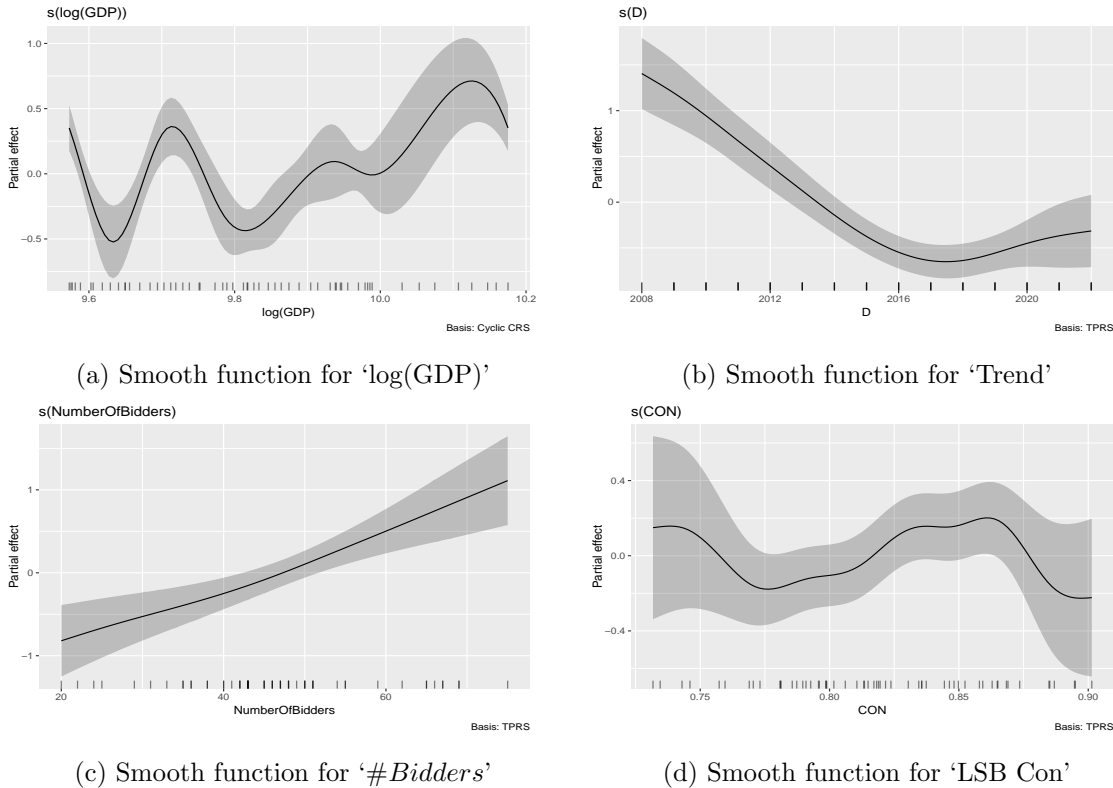 s(log(GDP))
1.0
0.5
0.0
−0.5
Partial effect
9.6
9.8
10.0
10.2
log(GDP)
Basis: Cyclic CRS
s(D)
1
0
Partial effect
2008
2012
2016
2020
D
Basis: TPRS
(a) Smooth function for ‘log(GDP)’
(b) Smooth function for ‘Trend’
s(NumberOfBidders)
1
0
−1
Partial effect
20
40
60
NumberOfBidders
Basis: TPRS
s(CON)
0.4
0.0
−0.4
Partial effect
0.75
0.80
0.85
0.90
CON
Basis: TPRS
(c) Smooth function for ‘#Bidders’
(d) Smooth function for ‘LSB Con’